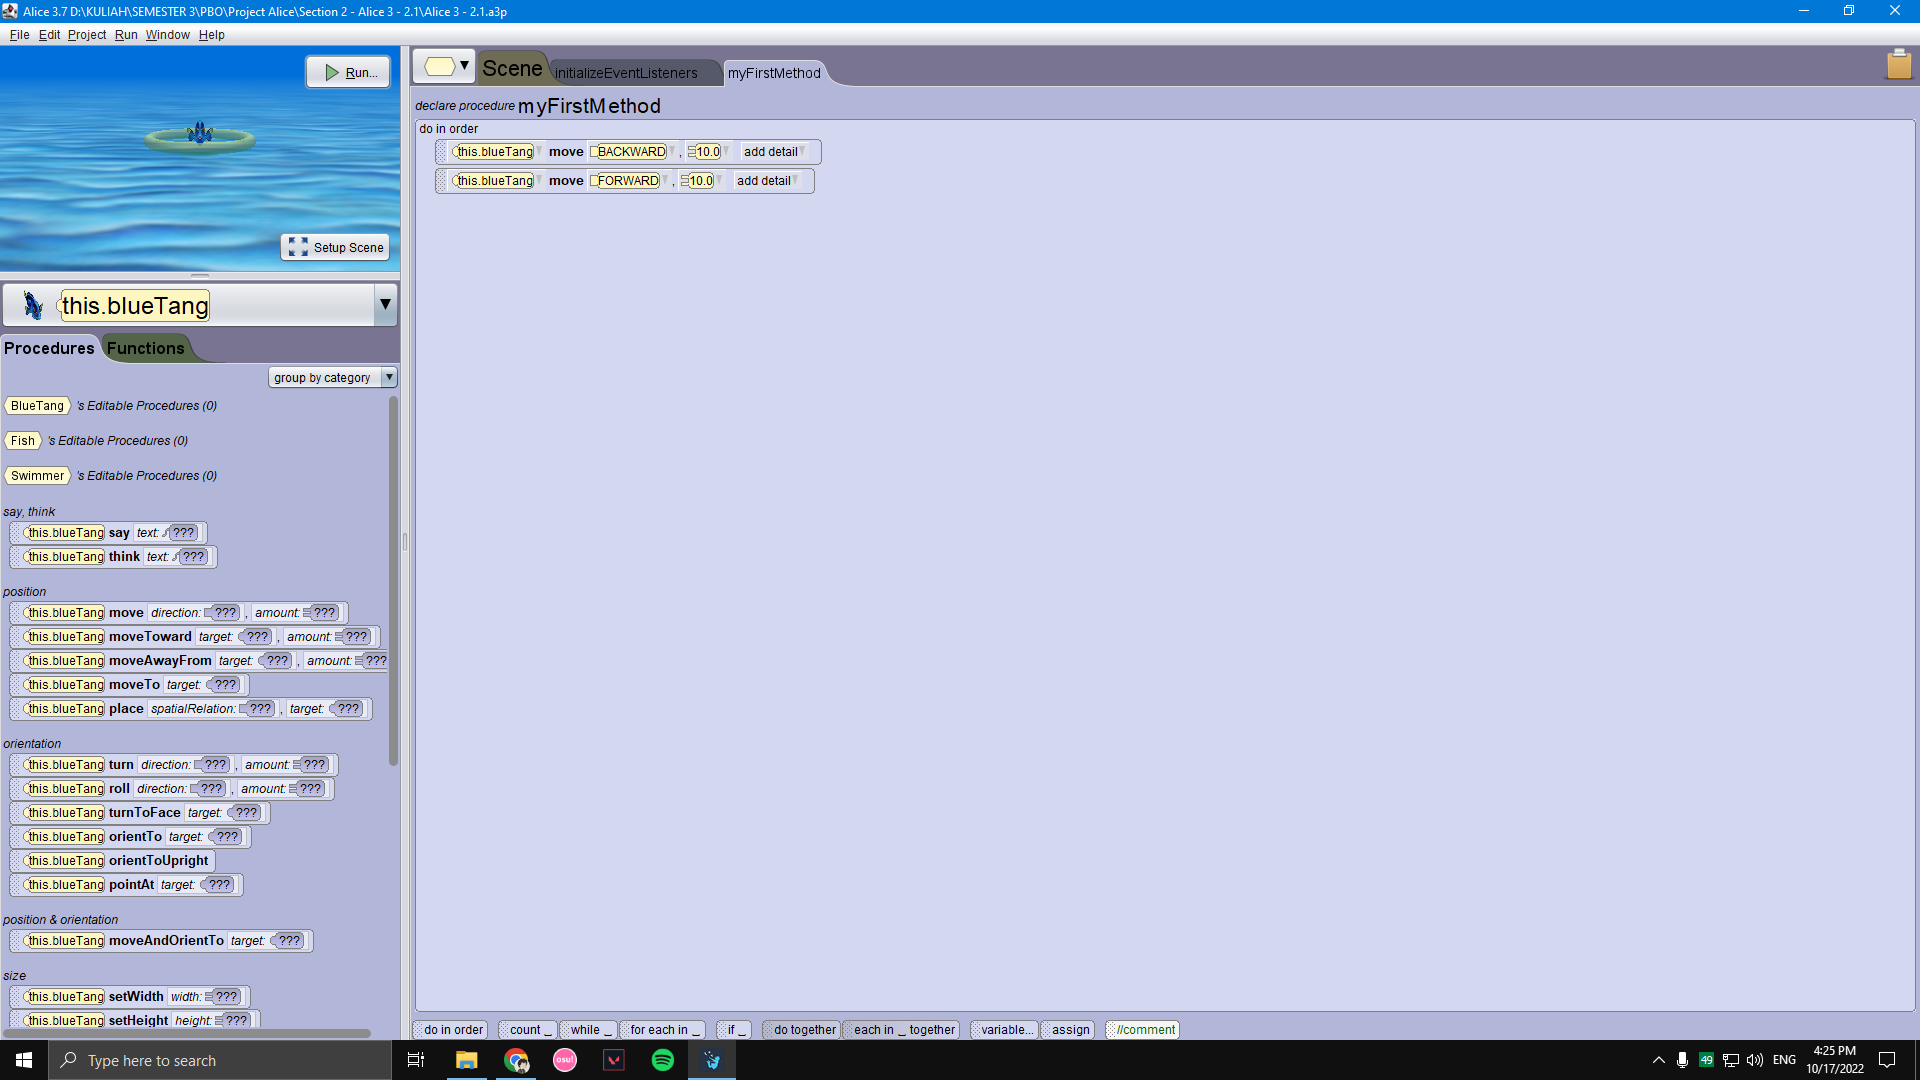 Alice 3.7 D:\KULIAH\SEMESTER 3\PBO\Project Alice\Section 2 - Alice 3 - 2.1\Alice 3 - 2.1.a3p
File Edit Project Run Window Help
Run...
Setup Scene
this.blueTang
Procedures Functions
group by category
BlueTang 's Editable Procedures (0)
Fish 's Editable Procedures (0)
Swimmer 's Editable Procedures (0)
say, think
this.blueTang say text: ???
this.blueTang think text: ???
position
this.blueTang move direction: ??? , amount: ???
this.blueTang moveToward target: ??? , amount: ???
this.blueTang moveAwayFrom target: ??? , amount: ???
this.blueTang moveTo target: ???
this.blueTang place spatialRelation: ??? , target: ???
orientation
this.blueTang turn direction: ??? , amount: ???
this.blueTang roll direction: ??? , amount: ???
this.blueTang turnToFace target: ???
this.blueTang orientTo target: ???
this.blueTang orientToUpright
this.blueTang pointAt target: ???
position & orientation
this.blueTang moveAndOrientTo target: ???
size
this.blueTang setWidth width: ???
this.blueTang setHeight height: ???
Scene initializeEventListeners myFirstMethod
declare procedure myFirstMethod
do in order
this.blueTang move BACKWARD , 10.0 add detail
this.blueTang move FORWARD , 10.0 add detail
do in order count _ while _ for each in _ if _ do together each in _ together variable... assign //comment
Type here to search
osu!
49
ENG
4:25 PM
10/17/2022